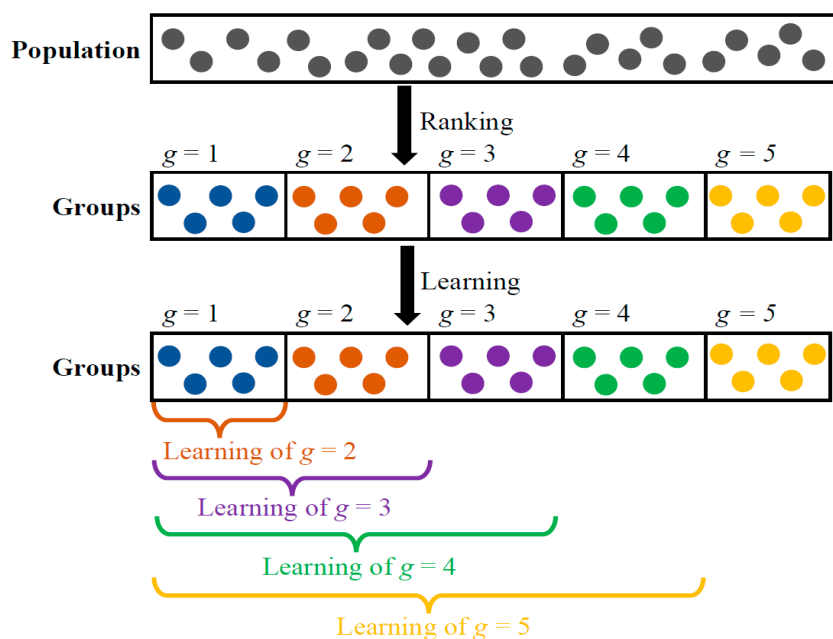 Population
Ranking
g = 1 g = 2 g = 3 g = 4 g = 5
Groups
Learning
g = 1 g = 2 g = 3 g = 4 g = 5
Groups
Learning of g = 2
Learning of g = 3
Learning of g = 4
Learning of g = 5